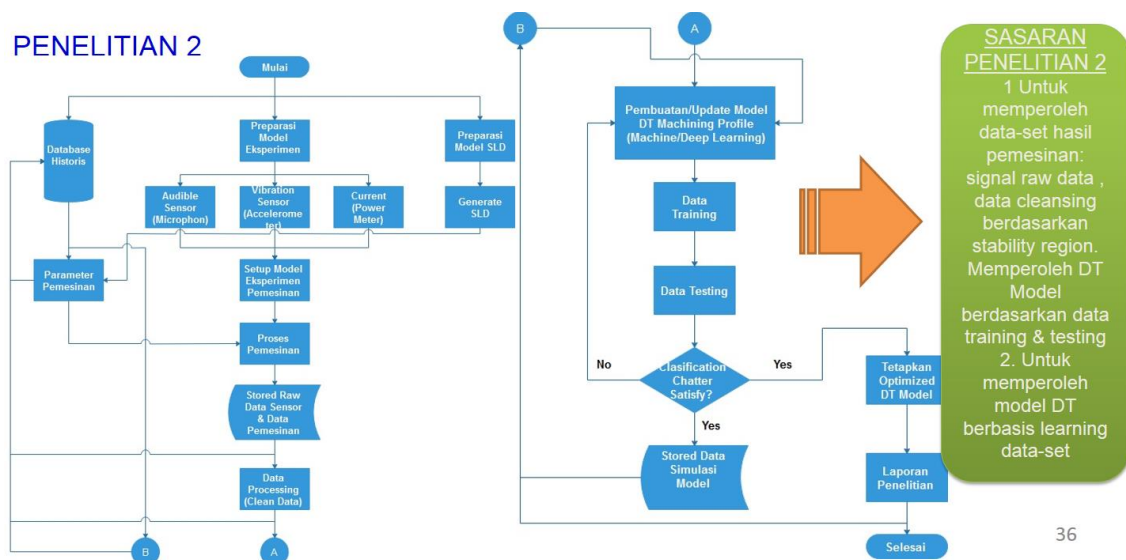 PENELITIAN 2
Mulai
Database
Historis
Preparasi
Model
Eksperimen
Preparasi
Model SLD
Audible
Sensor
(Microphon)
Vibration
Sensor
(Accelerome
ter)
Current
(Power
Meter)
Generate
SLD
Parameter
Pemesinan
Setup Model
Eksperimen
Pemesinan
Proses
Pemesinan
Stored Raw
Data Sensor
& Data
Pemesinan
Data
Processing
(Clean Data)
B
A
B
A
Pembuatan/Update Model
DT Machining Profile
(Machine/Deep Learning)
Data
Training
Data Testing
No
Clasification
Chatter
Satisfy?
Yes
Yes
Stored Data
Simulasi
Model
Tetapkan
Optimized
DT Model
Laporan
Penelitian
Selesai
SASARAN
PENELITIAN 2
1 Untuk
memperoleh
data-set hasil
pemesinan:
signal raw data ,
data cleansing
berdasarkan
stability region.
Memperoleh DT
Model
berdasarkan data
training & testing
2. Untuk
memperoleh
model DT
berbasis learning
data-set
36